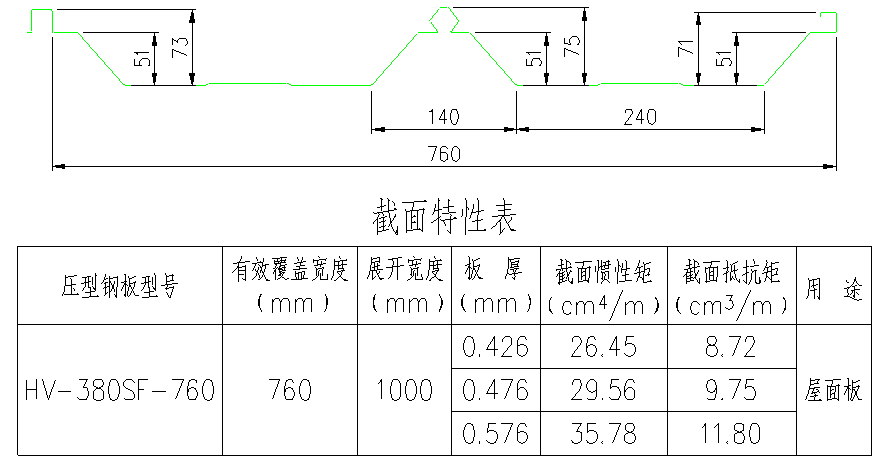 51
73
51
75
71
51
140
240
760
截面特性表
压型钢板型号
有效覆盖宽度
(mm)
展开宽度
(mm)
板 厚
(mm)
截面惯性矩
(cm4/m)
截面抵抗矩
(cm3/m)
用 途
HV-380SF-760
760
1000
0.426
26.45
8.72
0.476
29.56
9.75
0.576
35.78
11.80
屋面板